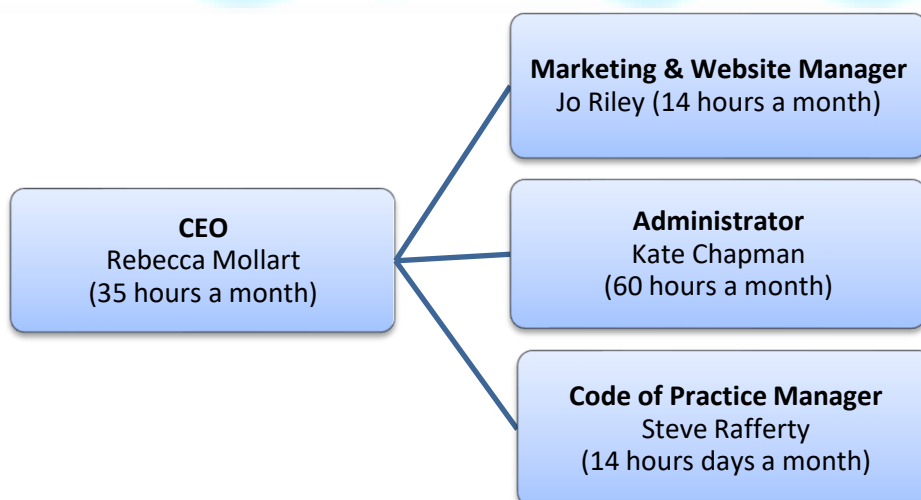 CEO
Rebecca Mollart
(35 hours a month)
Marketing & Website Manager
Jo Riley (14 hours a month)
Administrator
Kate Chapman
(60 hours a month)
Code of Practice Manager
Steve Rafferty
(14 hours days a month)